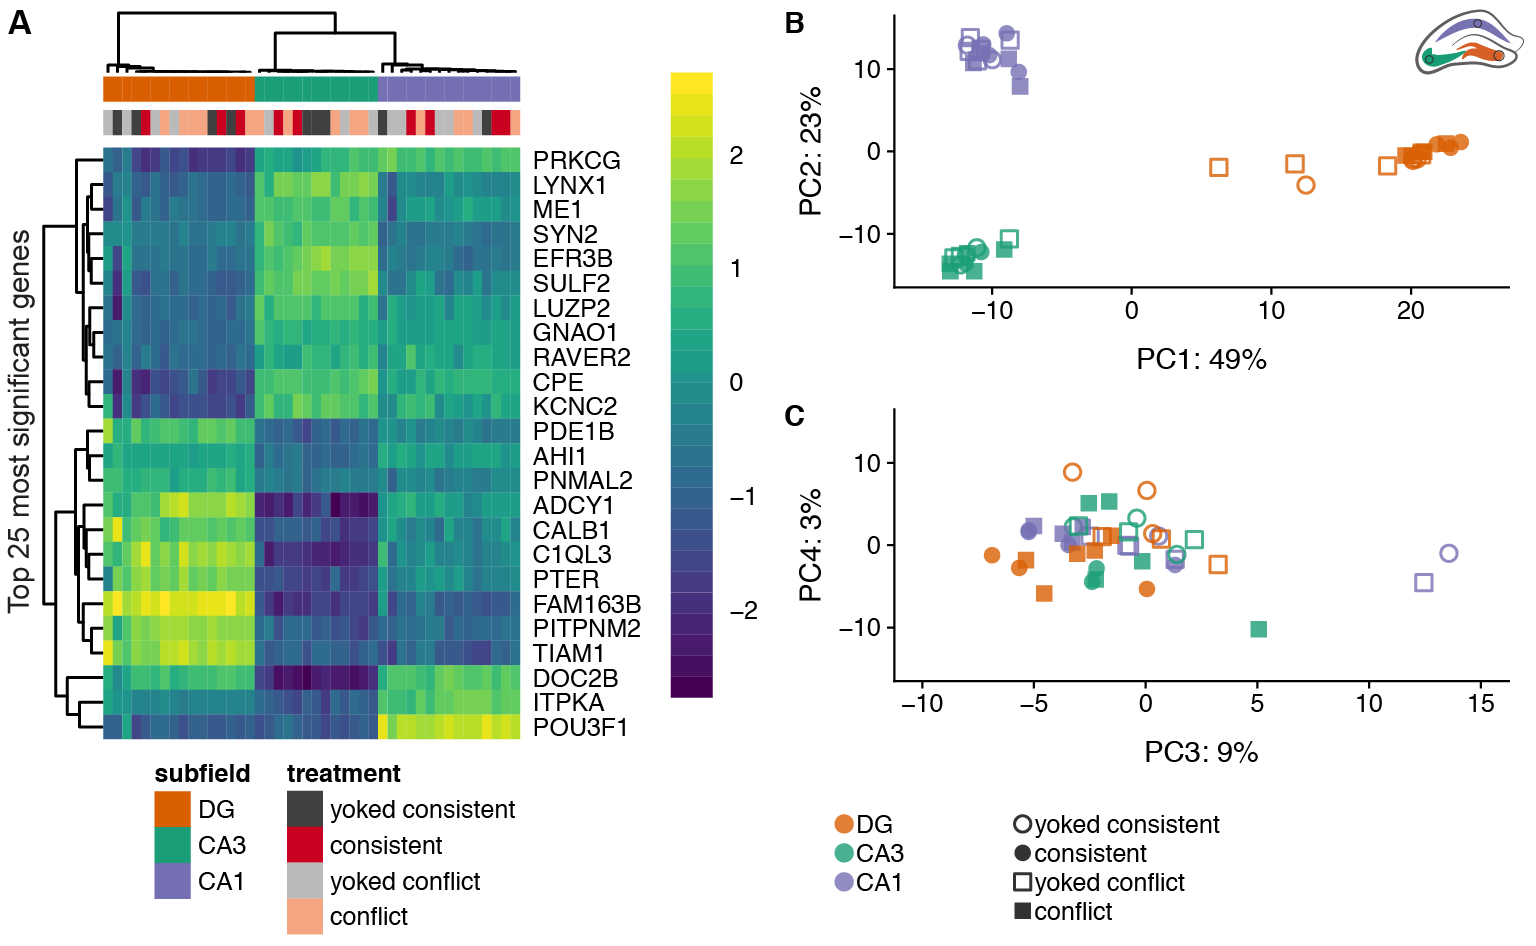 A
Top 25 most significant genes
PRKCG
LYNX1
ME1
SYN2
EFR3B
SULF2
LUZP2
GNAO1
RAVER2
CPE
KCNC2
PDE1B
AHI1
PNMAL2
ADCY1
CALB1
C1QL3
PTER
FAM163B
PITPNM2
TIAM1
DOC2B
ITPKA
POU3F1
2
1
0
−1
−2
subfield
DG
CA3
CA1
treatment
yoked consistent
consistent
yoked conflict
conflict
B
PC2: 23%
10
0
−10
−10 0 10 20
PC1: 49%
C
PC4: 3%
10
0
−10
−10 −5 0 5 10 15
PC3: 9%
DG
CA3
CA1
yoked consistent
consistent
yoked conflict
conflict